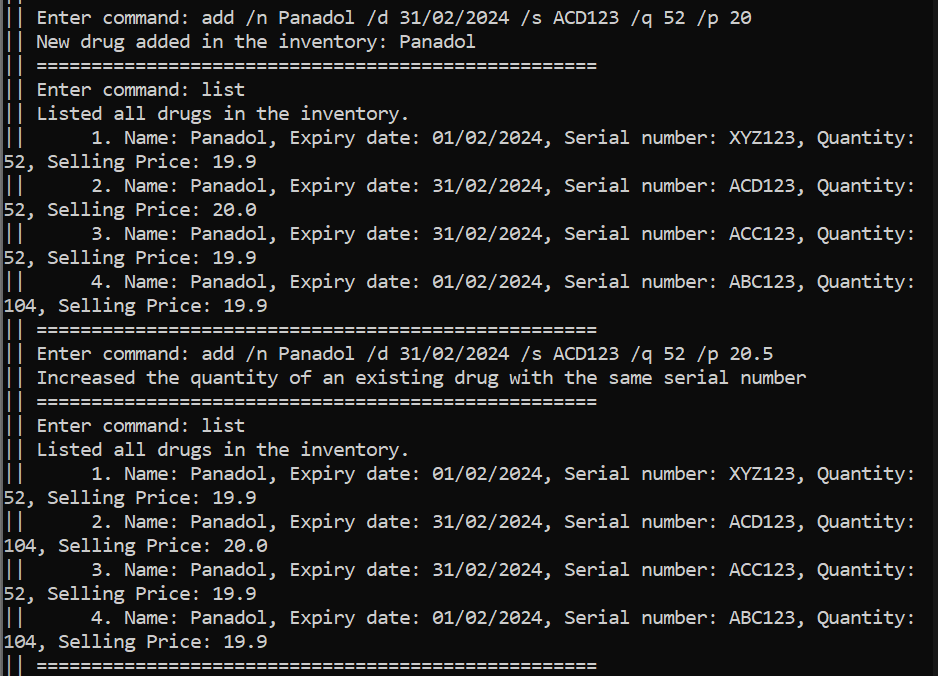 || Enter command: add /n Panadol /d 31/02/2024 /s ACD123 /q 52 /p 20
|| New drug added in the inventory: Panadol
|| ===================================================
|| Enter command: list
|| Listed all drugs in the inventory.
||      1. Name: Panadol, Expiry date: 01/02/2024, Serial number: XYZ123, Quantity:
52, Selling Price: 19.9
||      2. Name: Panadol, Expiry date: 31/02/2024, Serial number: ACD123, Quantity:
52, Selling Price: 20.0
||      3. Name: Panadol, Expiry date: 31/02/2024, Serial number: ACC123, Quantity:
52, Selling Price: 19.9
||      4. Name: Panadol, Expiry date: 01/02/2024, Serial number: ABC123, Quantity:
104, Selling Price: 19.9
|| ===================================================
|| Enter command: add /n Panadol /d 31/02/2024 /s ACD123 /q 52 /p 20.5
|| Increased the quantity of an existing drug with the same serial number
|| ===================================================
|| Enter command: list
|| Listed all drugs in the inventory.
||      1. Name: Panadol, Expiry date: 01/02/2024, Serial number: XYZ123, Quantity:
52, Selling Price: 19.9
||      2. Name: Panadol, Expiry date: 31/02/2024, Serial number: ACD123, Quantity:
104, Selling Price: 20.0
||      3. Name: Panadol, Expiry date: 31/02/2024, Serial number: ACC123, Quantity:
52, Selling Price: 19.9
||      4. Name: Panadol, Expiry date: 01/02/2024, Serial number: ABC123, Quantity:
104, Selling Price: 19.9
|| ===================================================